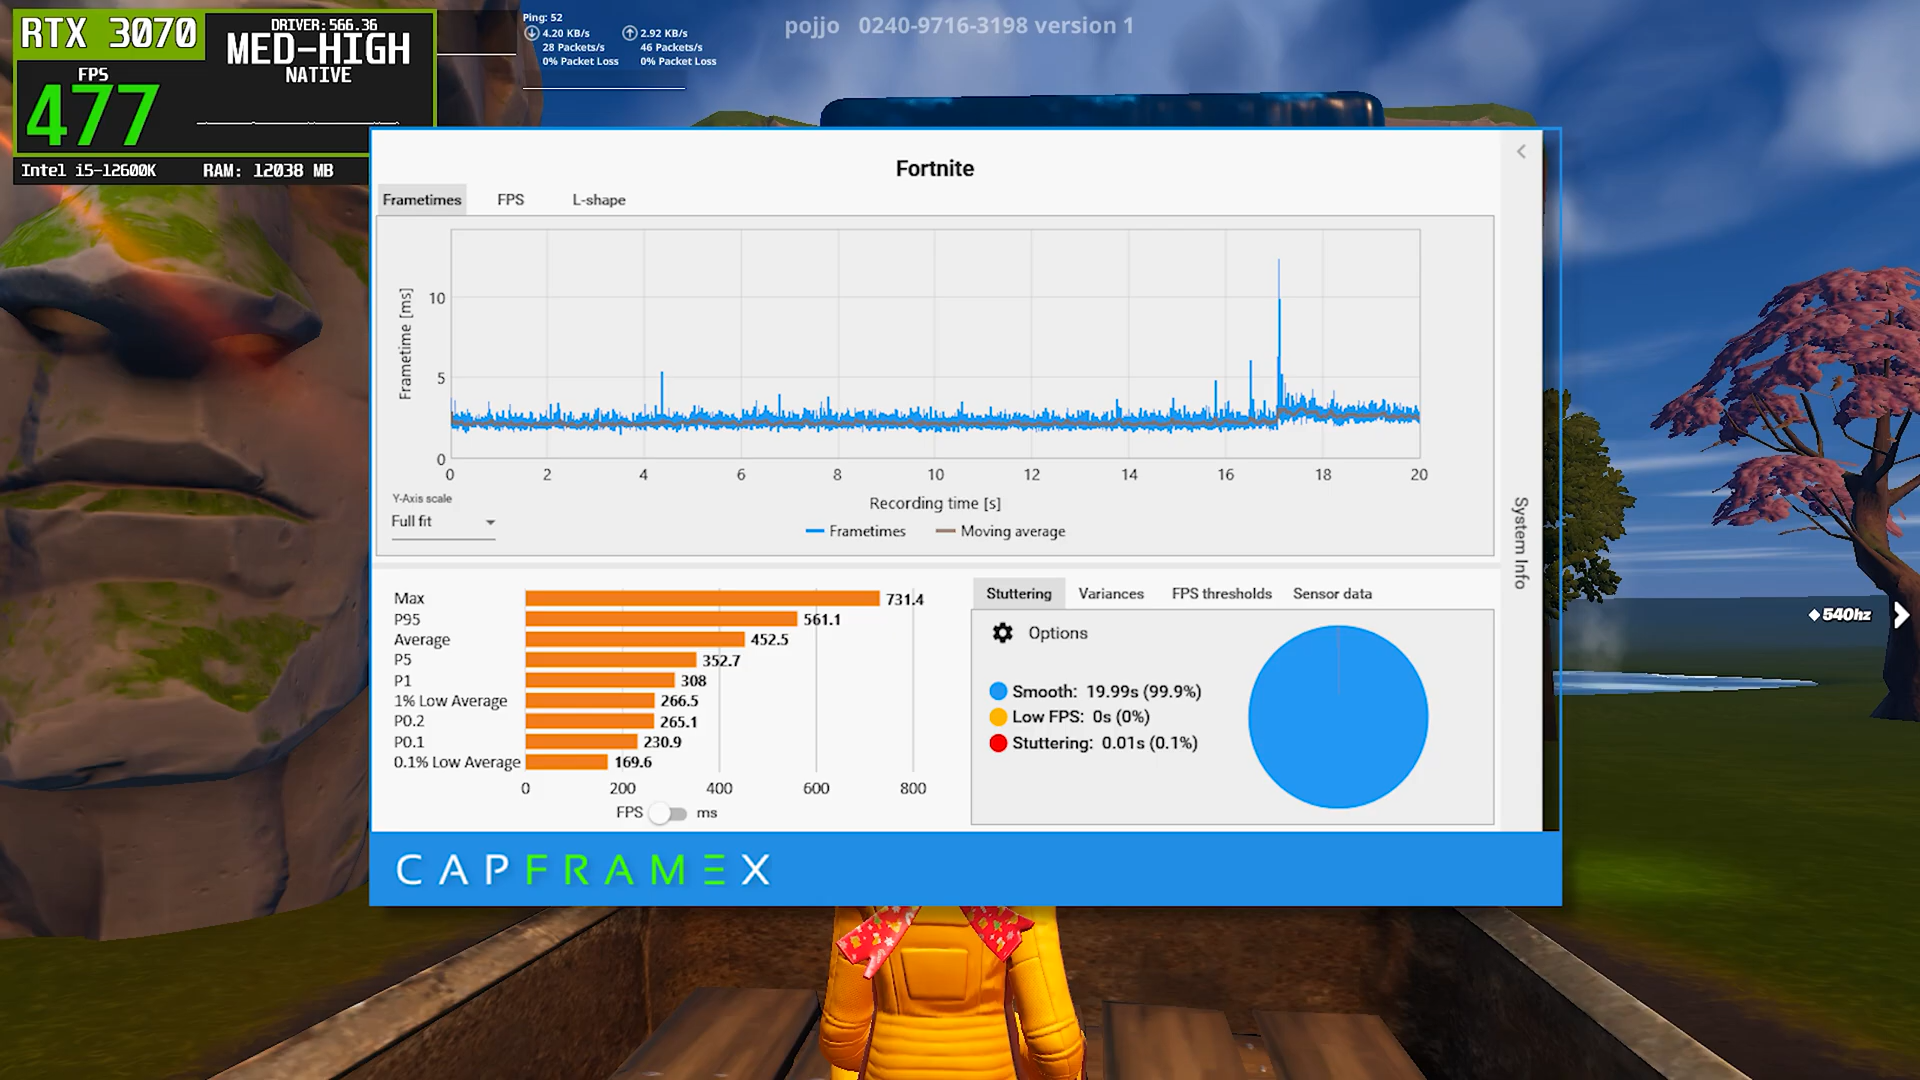 RTX 3070
DRIVER:566.36
MED-HIGH
NATIVE
FPS
477
Intel i5-12600K RAM: 12038 MB
Ping: 52
4.20 KB/s 2.92 KB/s
28 Packets/s 46 Packets/s
0% Packet Loss 0% Packet Loss
pojjo 0240-9716-3198 version 1
Fortnite
Frametimes FPS L-shape
Frametime [ms]
10
5
0
0 2 4 6 8 10 12 14 16 18 20
Recording time [s]
Y-Axis scale
Full fit
Frametimes Moving average
System Info
Max 731.4
P95 561.1
Average 452.5
P5 352.7
P1 308
1% Low Average 266.5
P0.2 265.1
P0.1 230.9
0.1% Low Average 169.6
0 200 400 600 800
FPS ms
Stuttering Variances FPS thresholds Sensor data
Options
Smooth: 19.99s (99.9%)
Low FPS: 0s (0%)
Stuttering: 0.01s (0.1%)
540hz
CAPFRAMEX